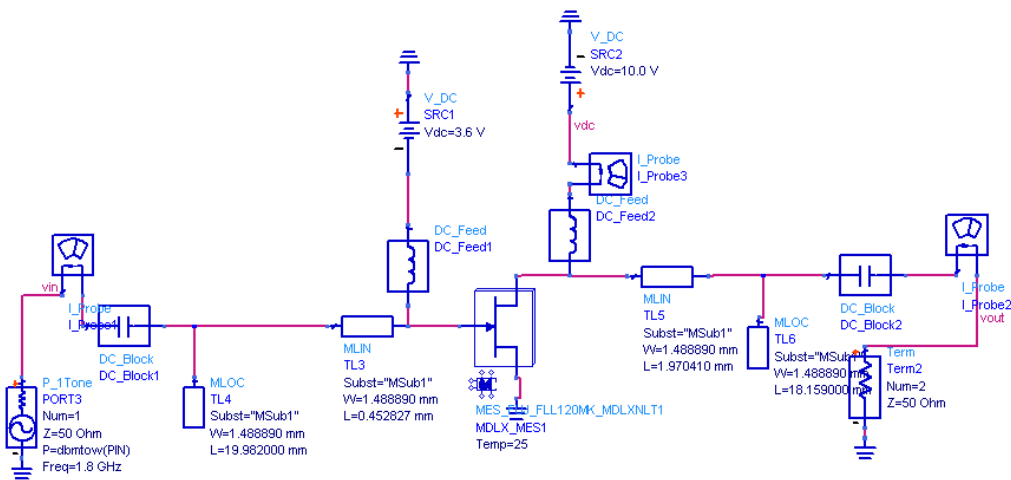 V_DC
SRC2
Vdc=10.0 V
vdc
V_DC
SRC1
Vdc=3.6 V
I_Probe
I_Probe3
DC_Feed
DC_Feed2
DC_Feed
DC_Feed1
vin
I_Probe
I_Probe1
DC_Block
DC_Block1
MLIN
TL3
Subst="MSub1"
W=1.488890 mm
L=0.452827 mm
MLOC
TL4
Subst="MSub1"
W=1.488890 mm
L=19.982000 mm
P_1Tone
PORT3
Num=1
Z=50 Ohm
P=dbmtow(PIN)
Freq=1.8 GHz
M
MDLX_MES1
Temp=25
MLIN
TL5
Subst="MSub1"
W=1.488890 mm
L=1.970410 mm
MLOC
TL6
Subst="MSub1"
W=1.488890 mm
L=18.159000 mm
DC_Block
DC_Block2
I_Probe
I_Probe2
vout
Term
Term2
Num=2
Z=50 Ohm